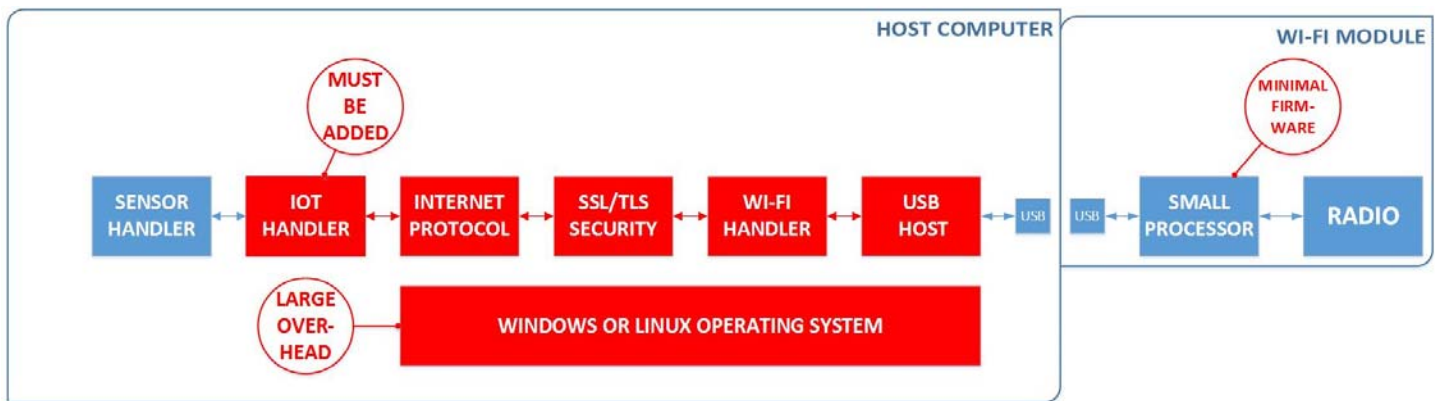 HOST COMPUTER
WI-FI MODULE
MUST
BE
ADDED
MINIMAL
FIRM-
WARE
SENSOR
HANDLER
IOT
HANDLER
INTERNET
PROTOCOL
SSL/TLS
SECURITY
WI-FI
HANDLER
USB
HOST
USB
USB
SMALL
PROCESSOR
RADIO
LARGE
OVER-
HEAD
WINDOWS OR LINUX OPERATING SYSTEM